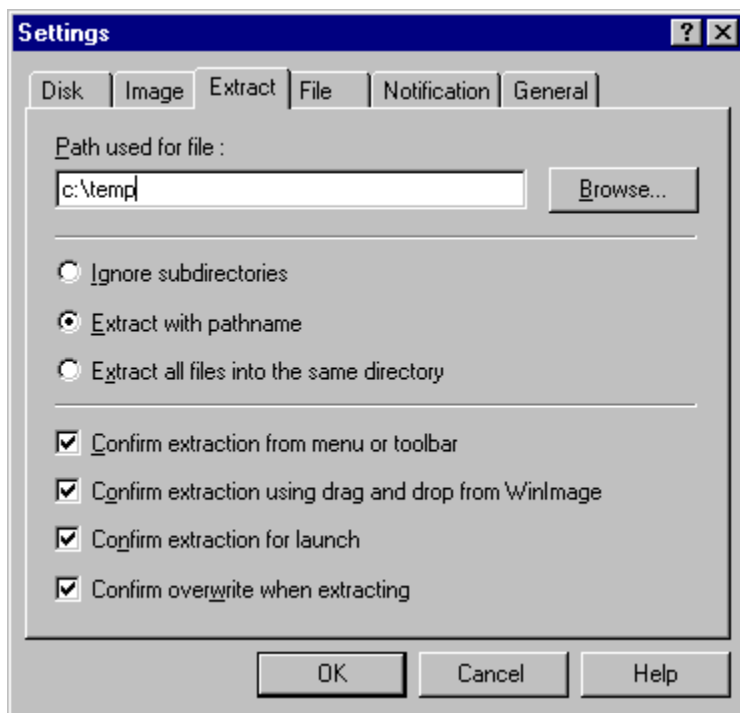 Settings
Disk Image Extract File Notification General
Path used for file :
c:\temp Browse...
Ignore subdirectories
Extract with pathname
Extract all files into the same directory
Confirm extraction from menu or toolbar
Confirm extraction using drag and drop from WinImage
Confirm extraction for launch
Confirm overwrite when extracting
OK Cancel Help